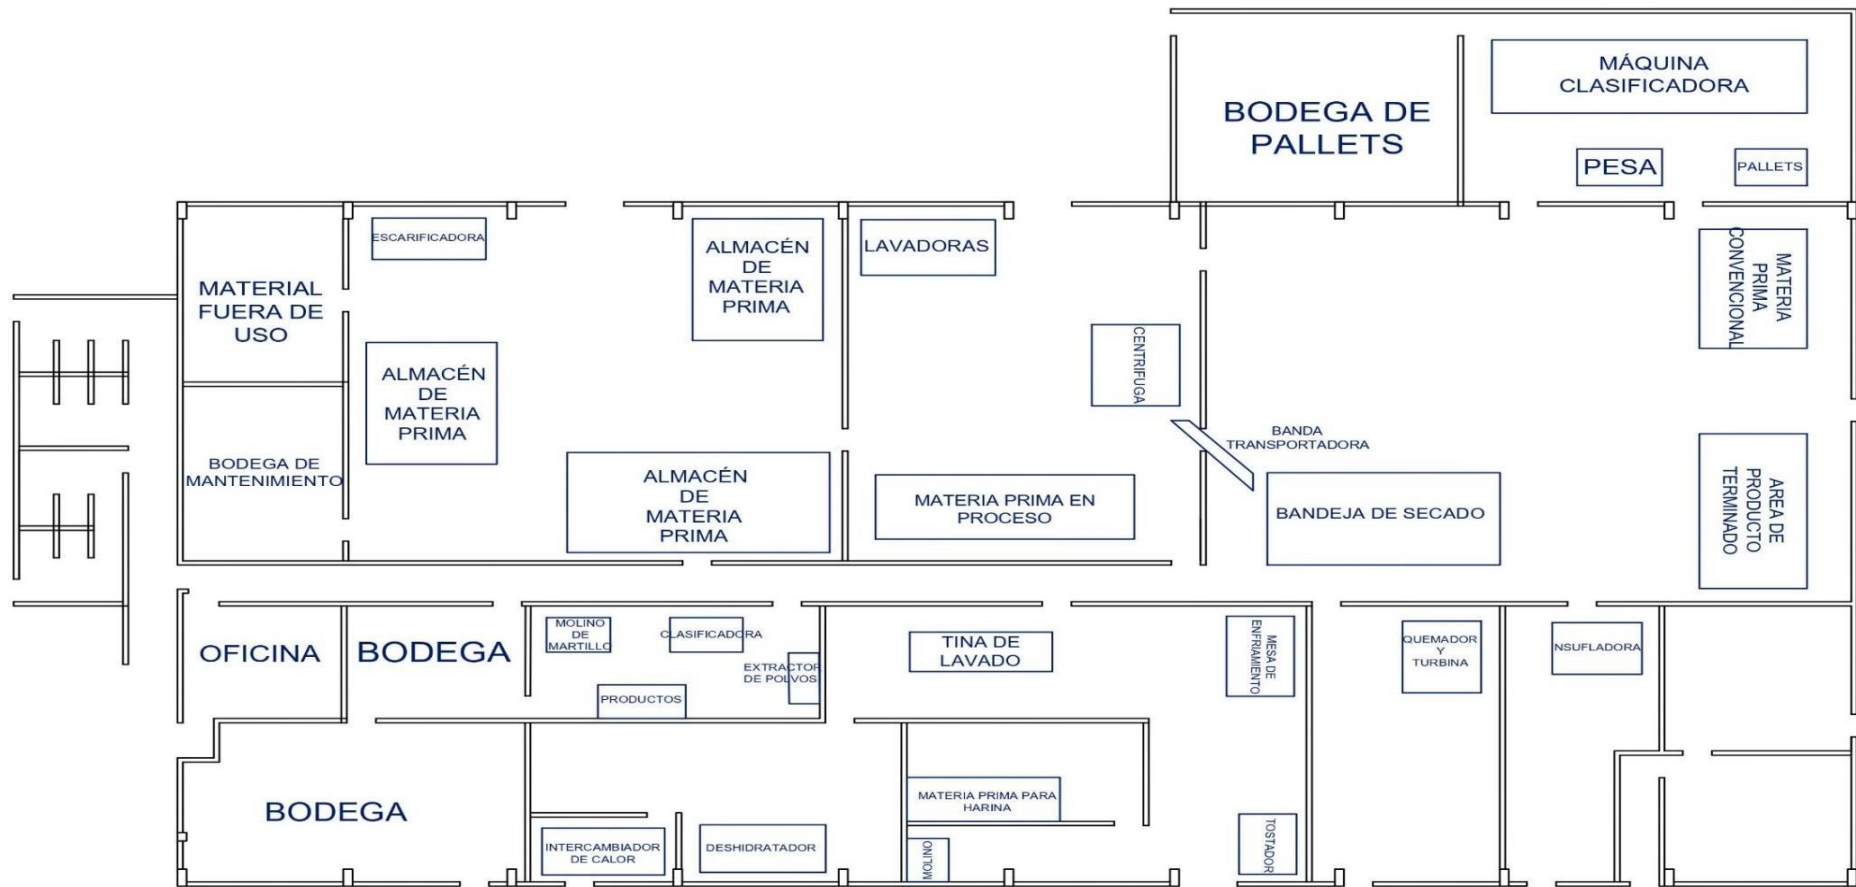 MÁQUINA
CLASIFICADORA
BODEGA DE
PALLETS
PESA
PALLETS
ESCARIFICADORA
ALMACÉN
DE
MATERIA
PRIMA
LAVADORAS
MATERIA
PRIMA
CONVENCIONAL
MATERIAL
FUERA DE
USO
CENTRIFUGA
ALMACÉN
DE
MATERIA
PRIMA
BANDA
TRANSPORTADORA
BODEGA DE
MANTENIMIENTO
ALMACÉN
DE
MATERIA
PRIMA
MATERIA PRIMA EN
PROCESO
BANDEJA DE SECADO
AREA DE
PRODUCTO
TERMINADO
OFICINA
BODEGA
MOLINO
DE
MARTILLO
CLASIFICADORA
EXTRACTOR
DE POLVOS
PRODUCTOS
TINA DE
LAVADO
MESA DE
ENFRIAMIENTO
QUEMADOR
Y
TURBINA
NSUFLADORA
BODEGA
MATERIA PRIMA PARA
HARINA
INTERCAMBIADOR
DE CALOR
DESHIDRATADOR
MOLINO
TOSTADOR